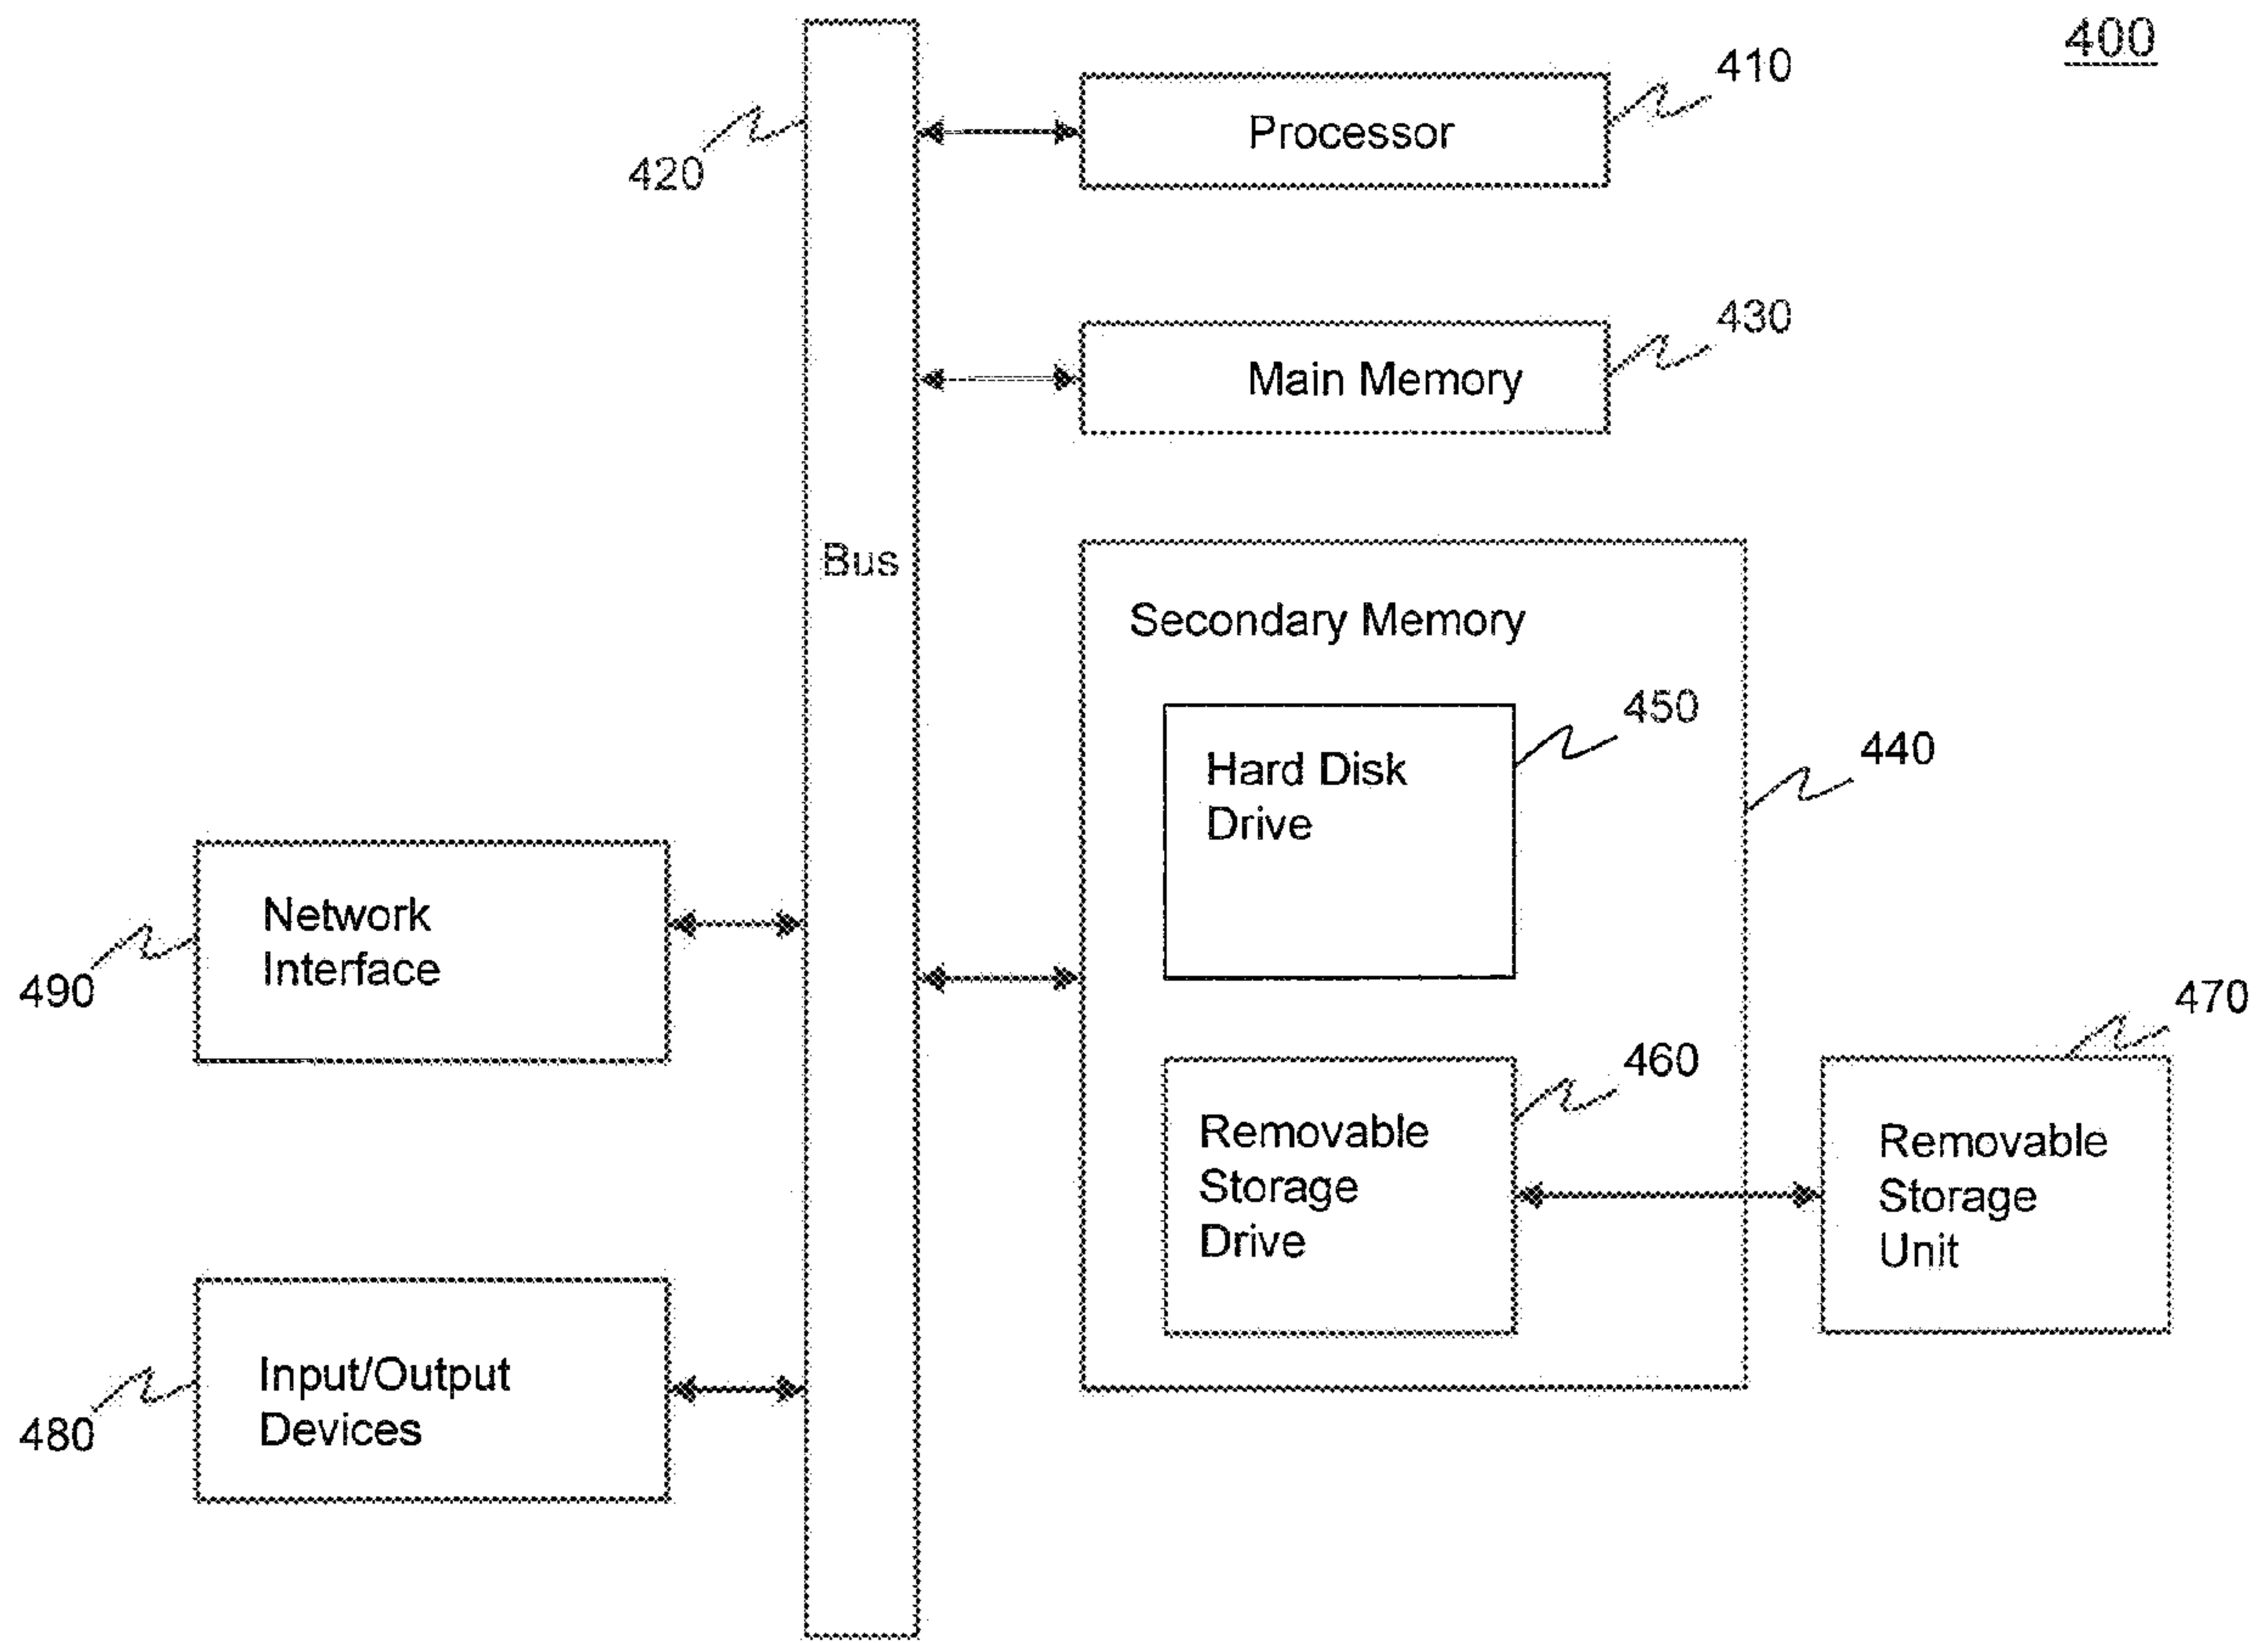 400
410
Processor
420
430
Main Memory
Bus
Secondary Memory
450
Hard Disk
Drive
440
Network
Interface
490
470
460
Removable
Storage
Drive
Removable
Storage
Unit
Input/Output
Devices
480